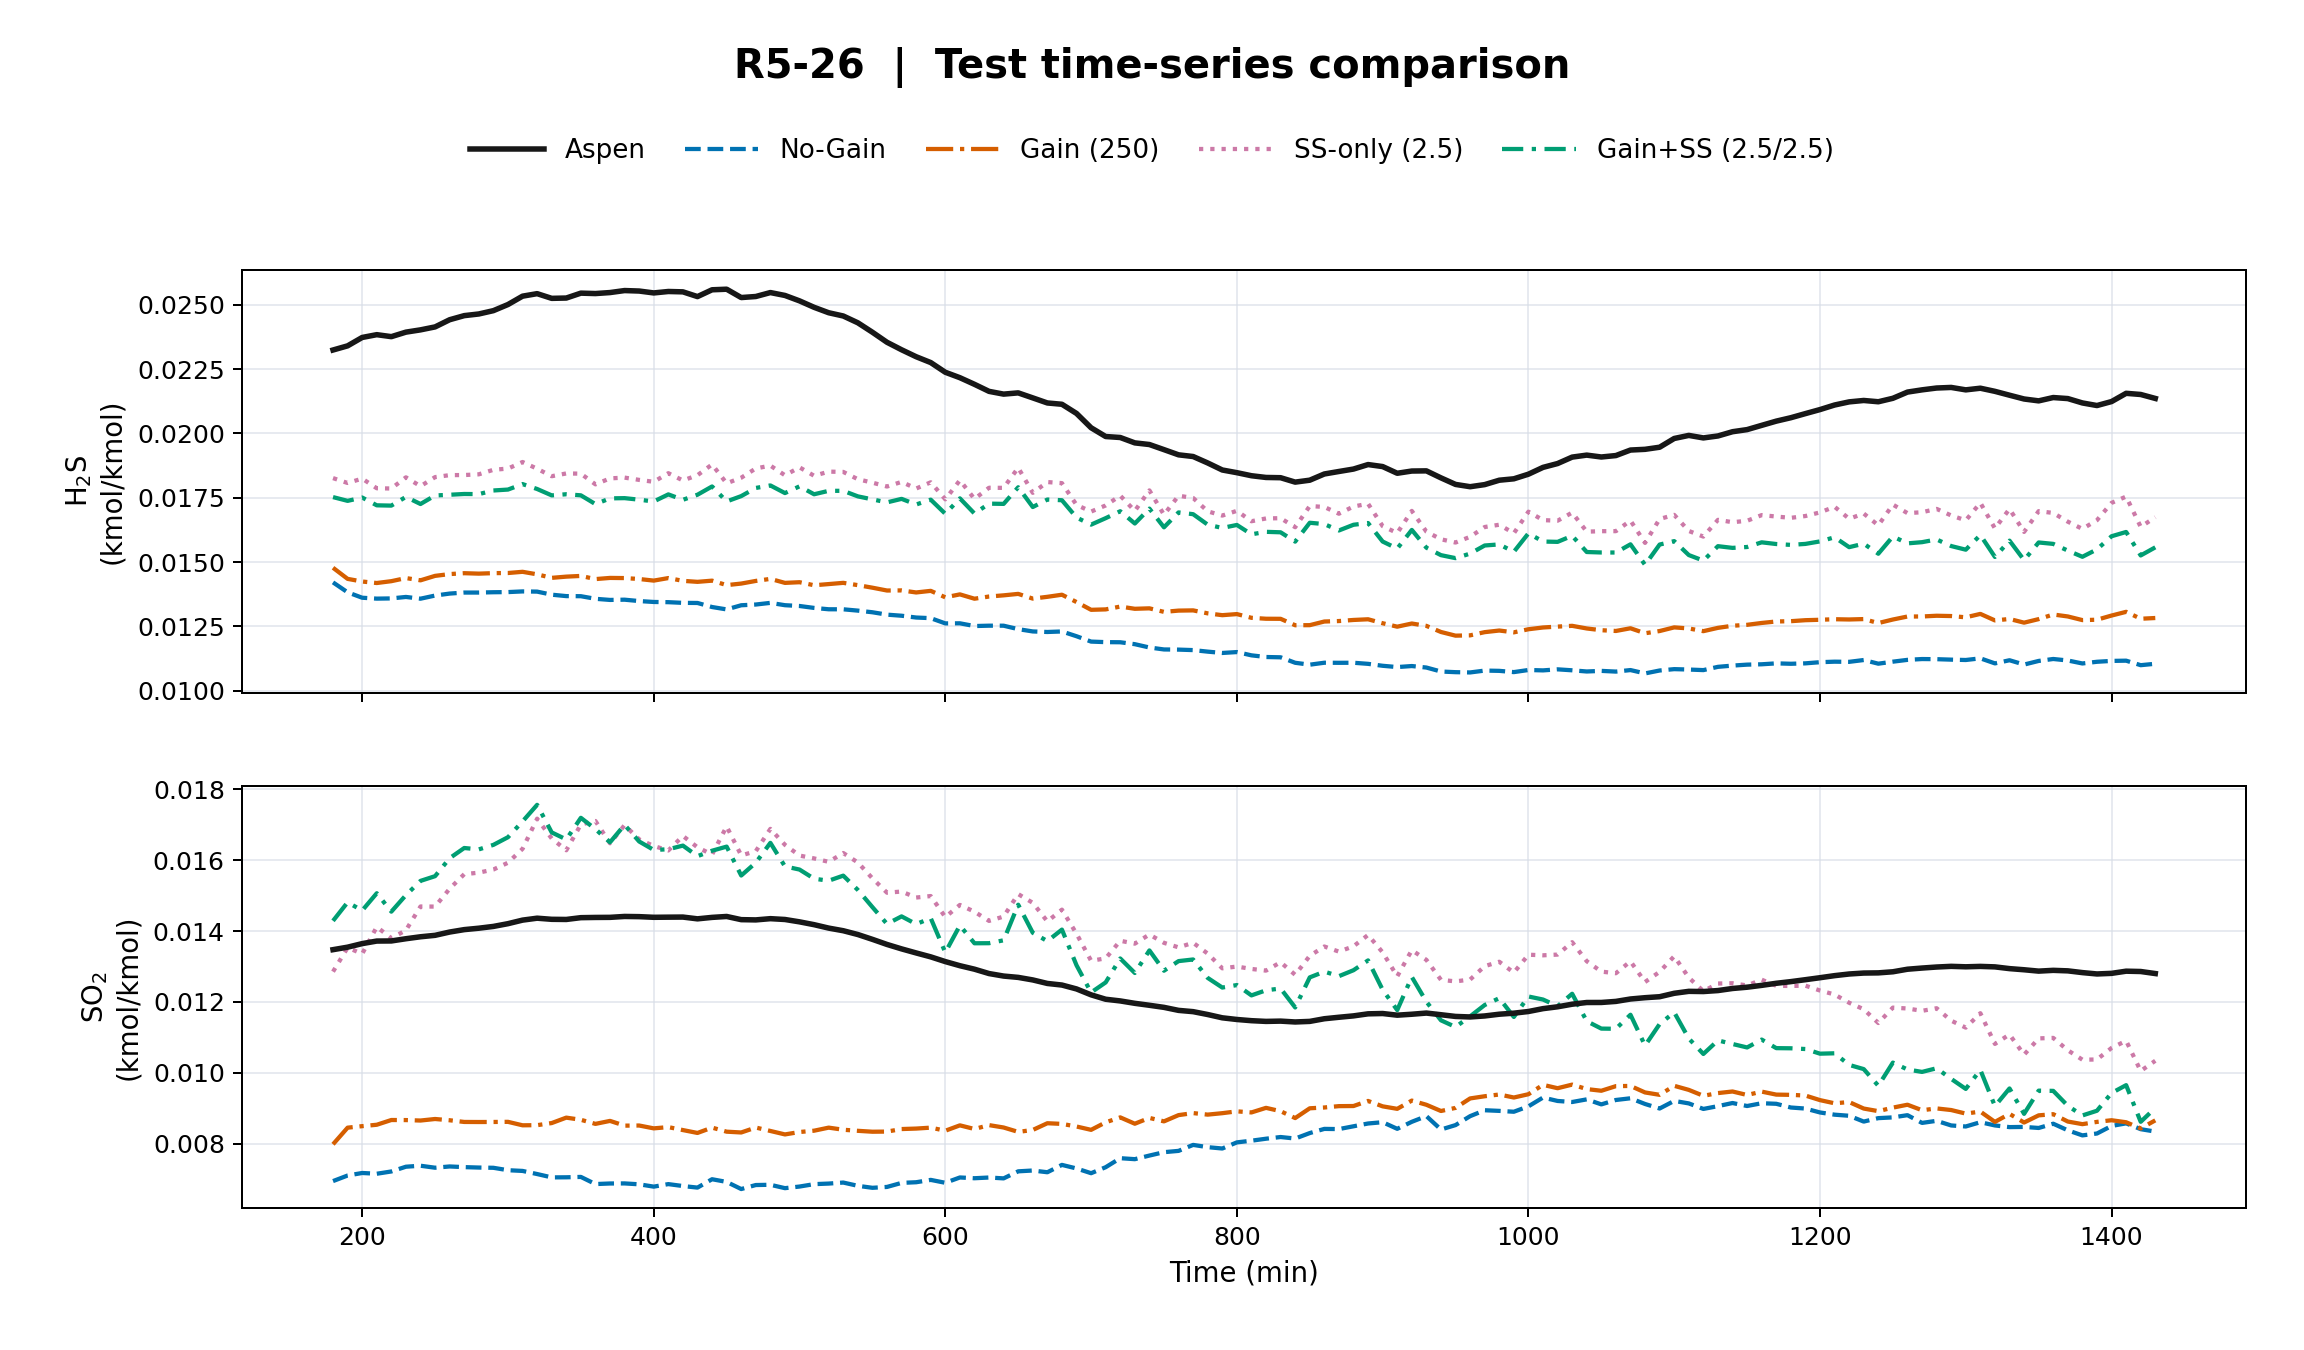 R5-26 | Test time-series comparison
Aspen No-Gain Gain (250) SS-only (2.5) Gain+SS (2.5/2.5)
H₂S
(kmol/kmol)
0.0250
0.0225
0.0200
0.0175
0.0150
0.0125
0.0100
SO₂
(kmol/kmol)
0.018
0.016
0.014
0.012
0.010
0.008
200 400 600 800 1000 1200 1400
Time (min)